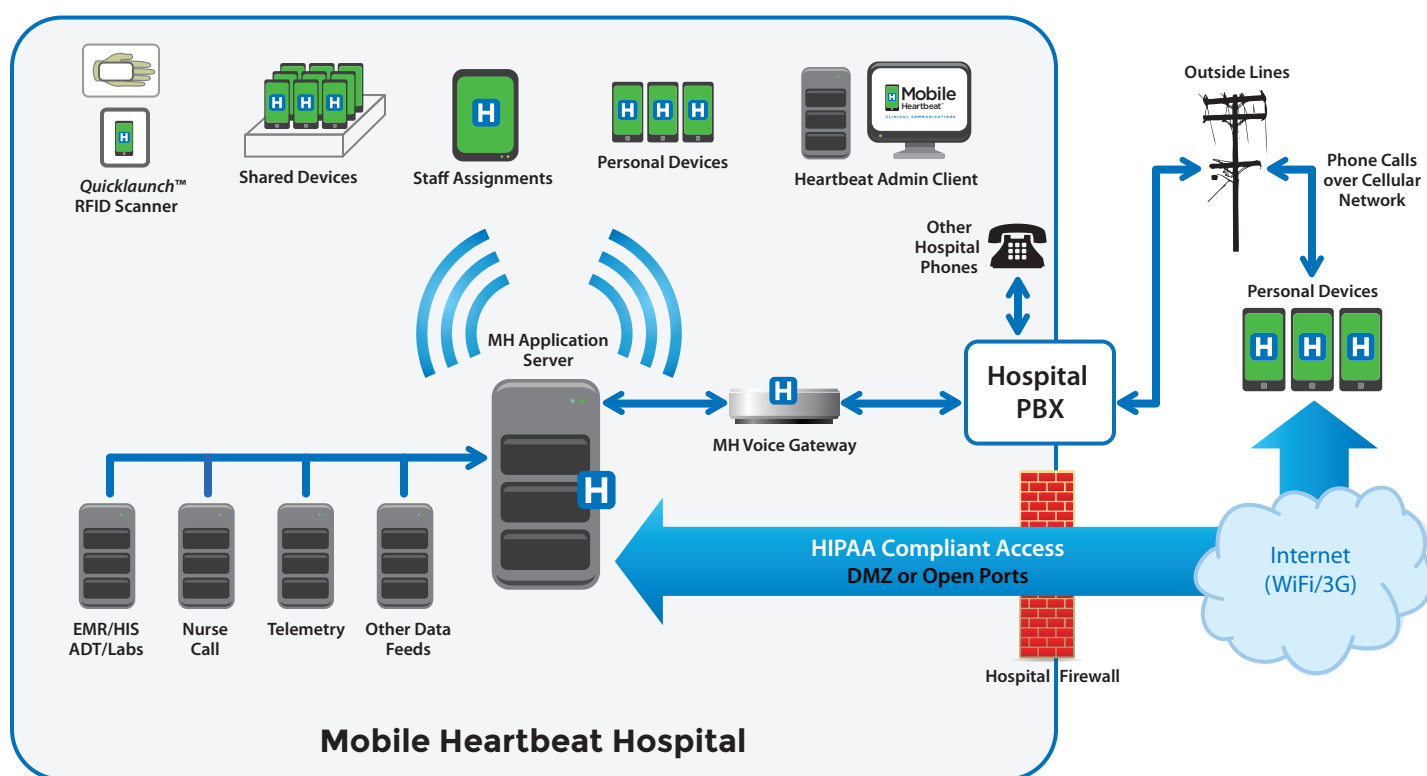 H H H
H
H H H
H
Mobile
Heartbeat™
CLINICAL COMMUNICATIONS
Quicklaunch™
RFID Scanner
Shared Devices
Staff Assignments
Personal Devices
Heartbeat Admin Client
Outside Lines
Phone Calls
over Cellular
Network
Other
Hospital
Phones
Personal Devices
H H H
MH Application
Server
H
H
MH Voice Gateway
Hospital
PBX
HIPAA Compliant Access
DMZ or Open Ports
Internet
(WiFi/3G)
EMR/HIS
ADT/Labs
Nurse
Call
Telemetry
Other Data
Feeds
Hospital Firewall
Mobile Heartbeat Hospital